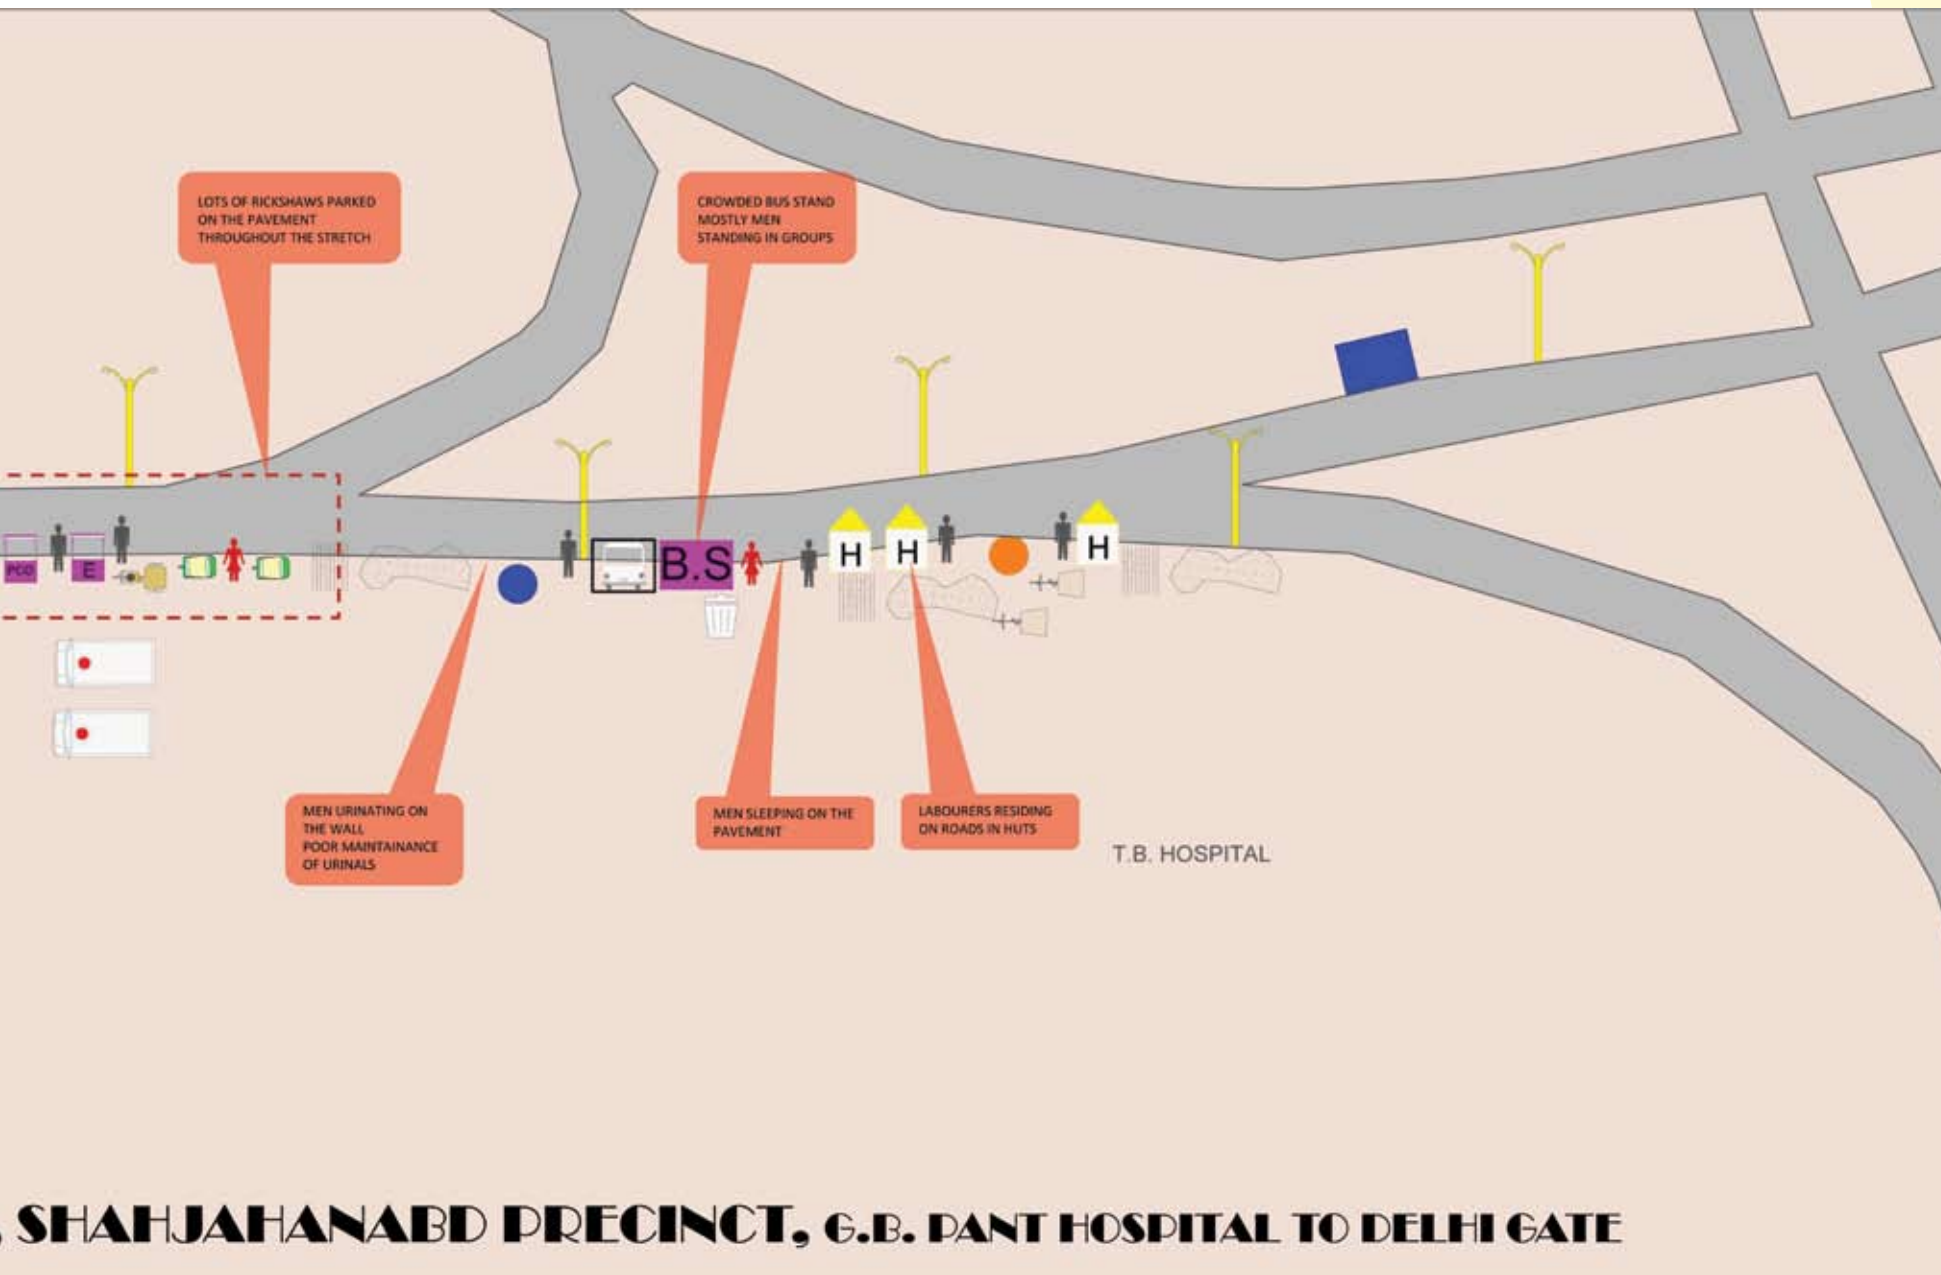 LOTS OF RICKSHAWS PARKED
ON THE PAVEMENT
THROUGHOUT THE STRETCH
CROWDED BUS STAND
MOSTLY MEN
STANDING IN GROUPS
PCO
E
B.S
H
H
H
MEN URINATING ON
THE WALL
POOR MAINTAINANCE
OF URINALS
MEN SLEEPING ON THE
PAVEMENT
LABOURERS RESIDING
ON ROADS IN HUTS
T.B. HOSPITAL
, SHAHJAHANABD PRECINCT, G.B. PANT HOSPITAL TO DELHI GATE